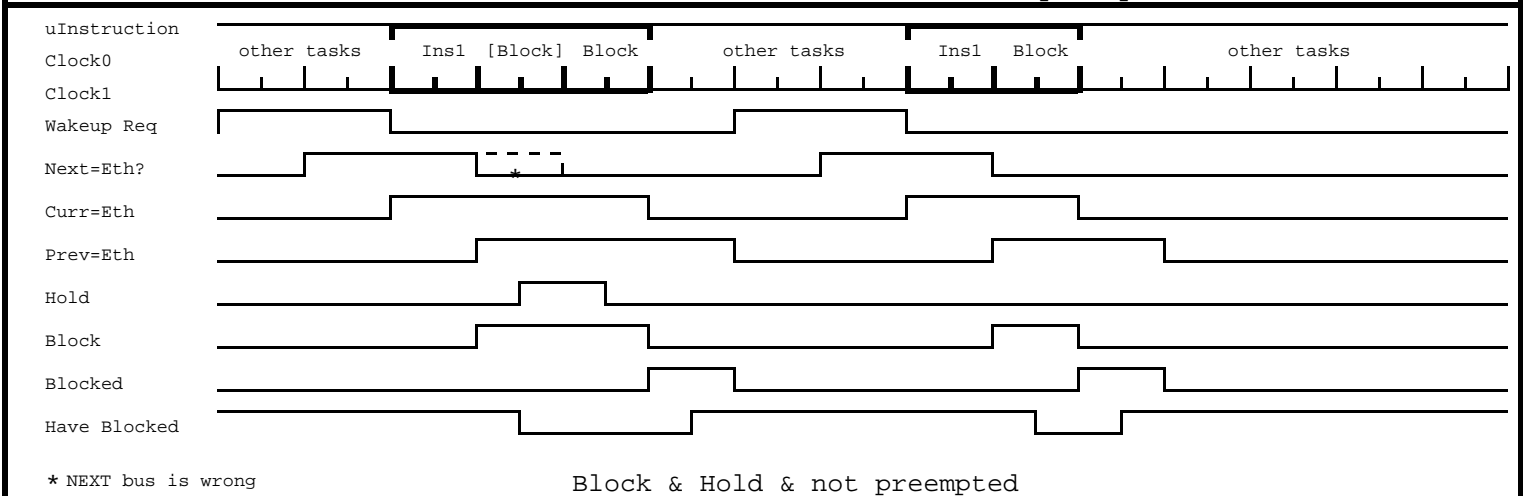 uInstruction
other tasks Ins1 [Block] Block other tasks Ins1 Block other tasks
Clock0
Clock1
Wakeup Req
Next=Eth?
*
Curr=Eth
Prev=Eth
Hold
Block
Blocked
Have Blocked
* NEXT bus is wrong
Block & Hold & not preempted